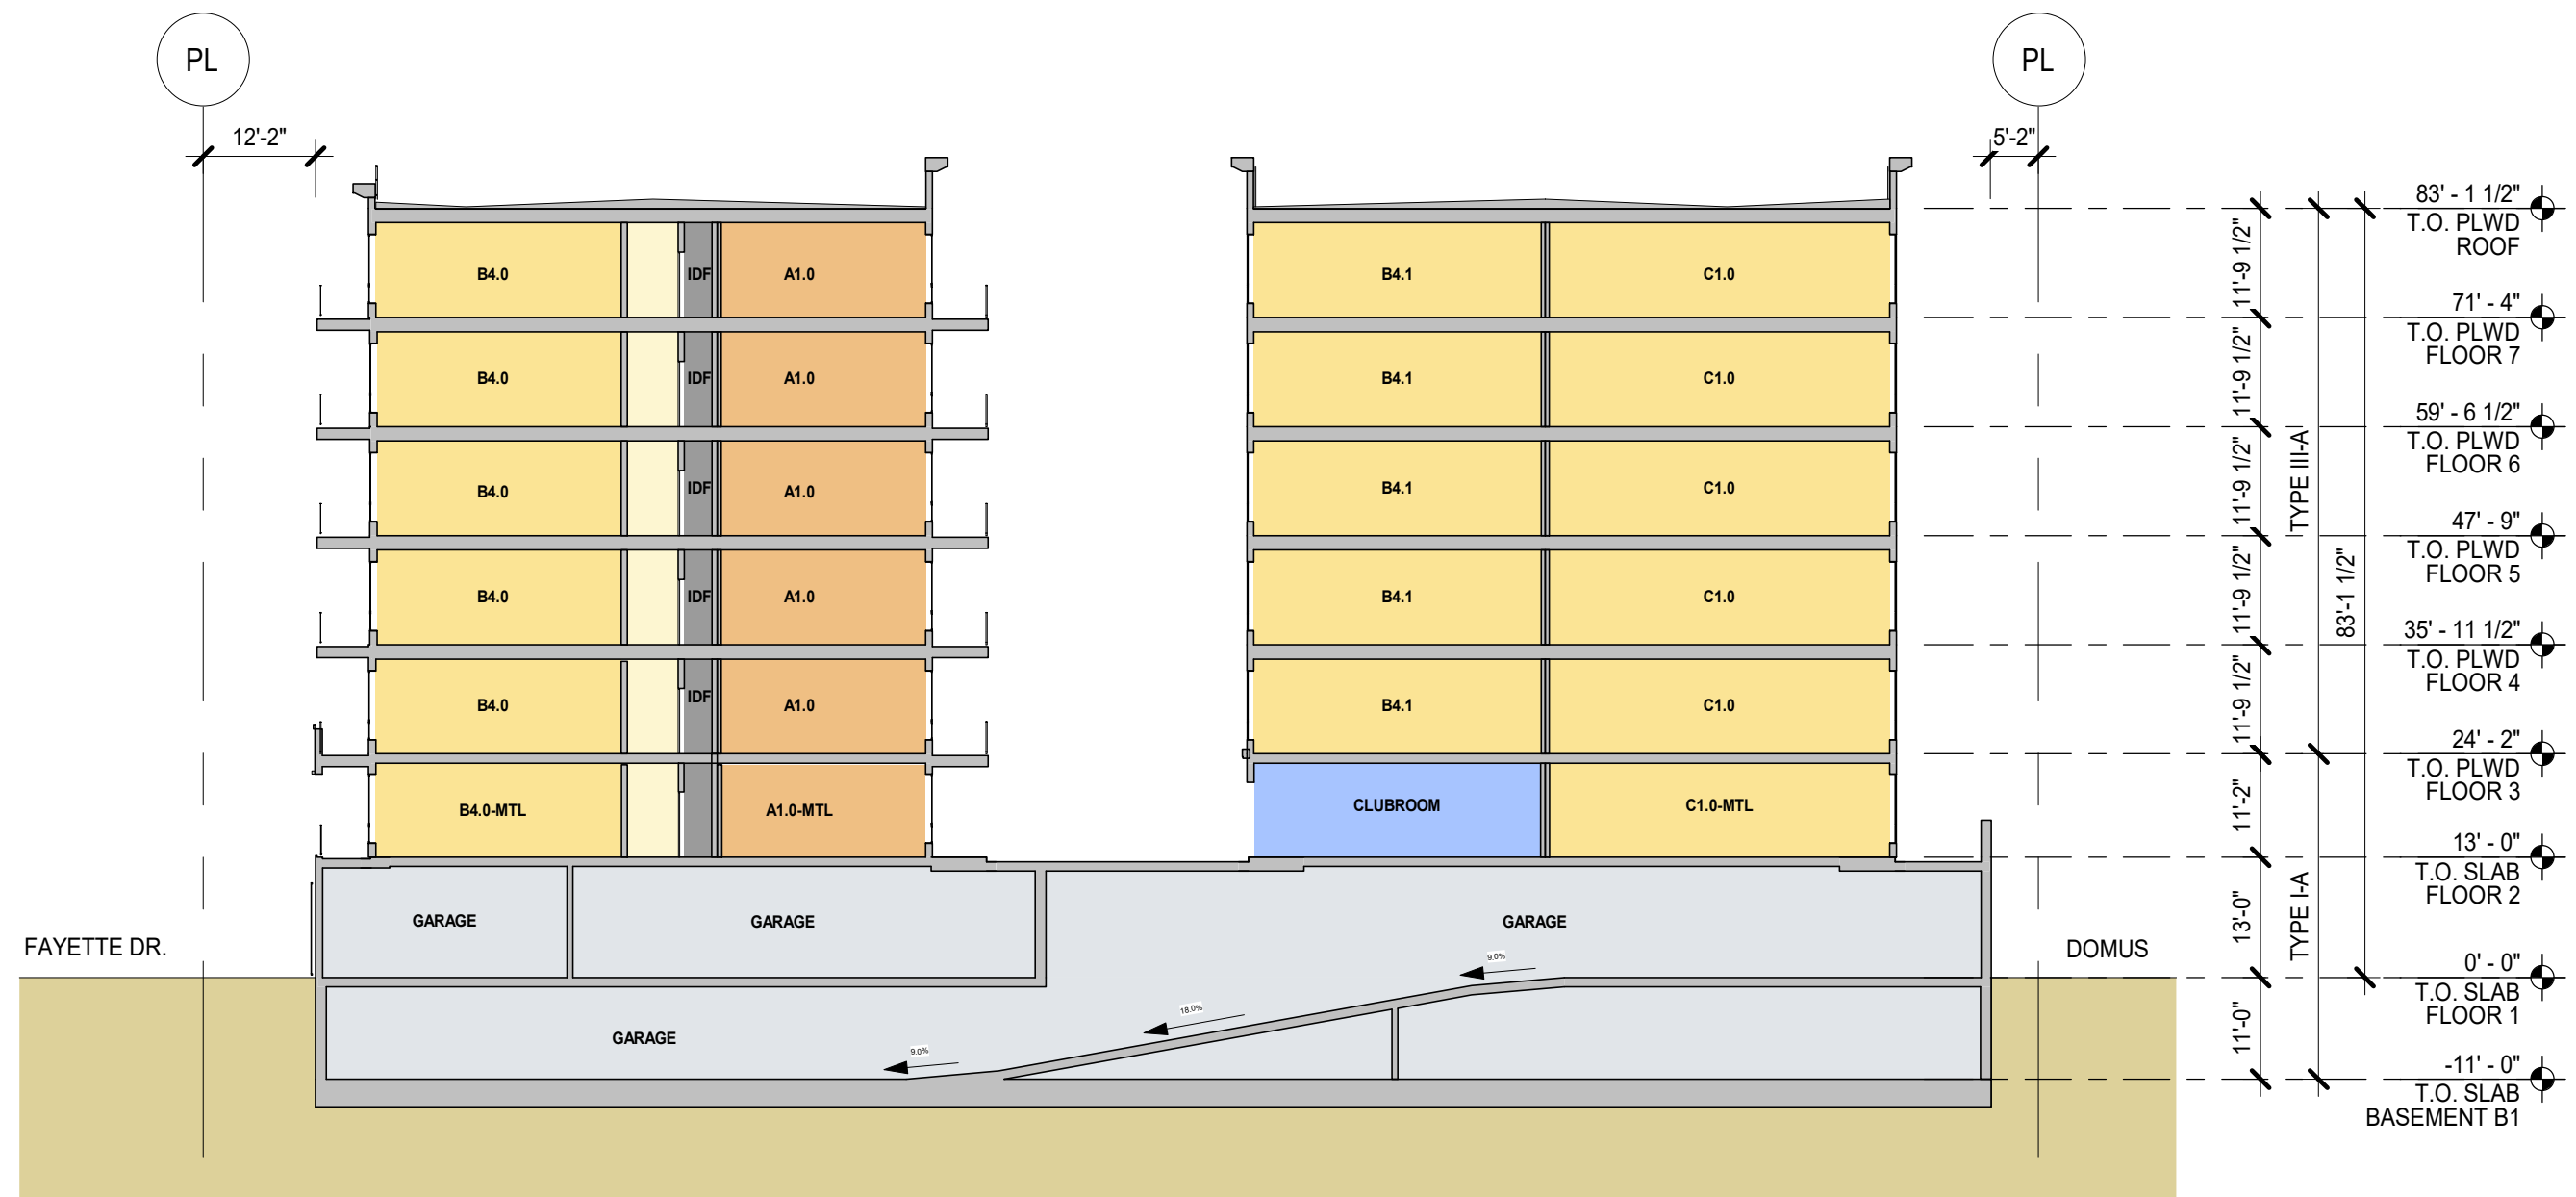 PL
PL
12'-2"
5'-2"
83' - 1 1/2"
T.O. PLWD
ROOF
11'-9 1/2"
B4.0
IDF
A1.0
B4.1
C1.0
71' - 4"
T.O. PLWD
FLOOR 7
11'-9 1/2"
B4.0
IDF
A1.0
B4.1
C1.0
59' - 6 1/2"
T.O. PLWD
FLOOR 6
11'-9 1/2"
TYPE III-A
B4.0
IDF
A1.0
B4.1
C1.0
47' - 9"
T.O. PLWD
FLOOR 5
11'-9 1/2"
83'-1 1/2"
B4.0
IDF
A1.0
B4.1
C1.0
35' - 11 1/2"
T.O. PLWD
FLOOR 4
11'-9 1/2"
B4.0
IDF
A1.0
B4.1
C1.0
24' - 2"
T.O. PLWD
FLOOR 3
11'-2"
B4.0-MTL
A1.0-MTL
CLUBROOM
C1.0-MTL
13' - 0"
T.O. SLAB
FLOOR 2
13'-0"
TYPE I-A
GARAGE
GARAGE
GARAGE
FAYETTE DR.
DOMUS
9.0%
0' - 0"
T.O. SLAB
FLOOR 1
11'-0"
18.0%
GARAGE
9.0%
-11' - 0"
T.O. SLAB
BASEMENT B1